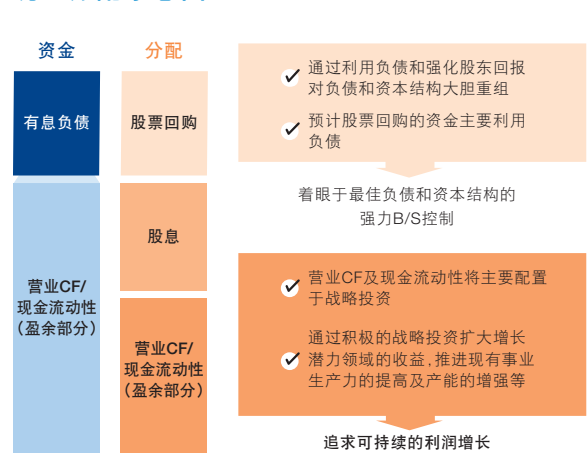 资金
分配
有息负债
股票回购
股息
营业CF/
现金流动性
(盈余部分)
营业CF/
现金流动性
(盈余部分)
通过利用负债和强化股东回报
对负债和资本结构大胆重组
预计股票回购的资金主要利用
负债
着眼于最佳负债和资本结构的
强力B/S控制
营业CF及现金流动性将主要配置
于战略投资
通过积极的战略投资扩大增长
潜力领域的收益,推进现有事业
生产力的提高及产能的增强等
追求可持续的利润增长